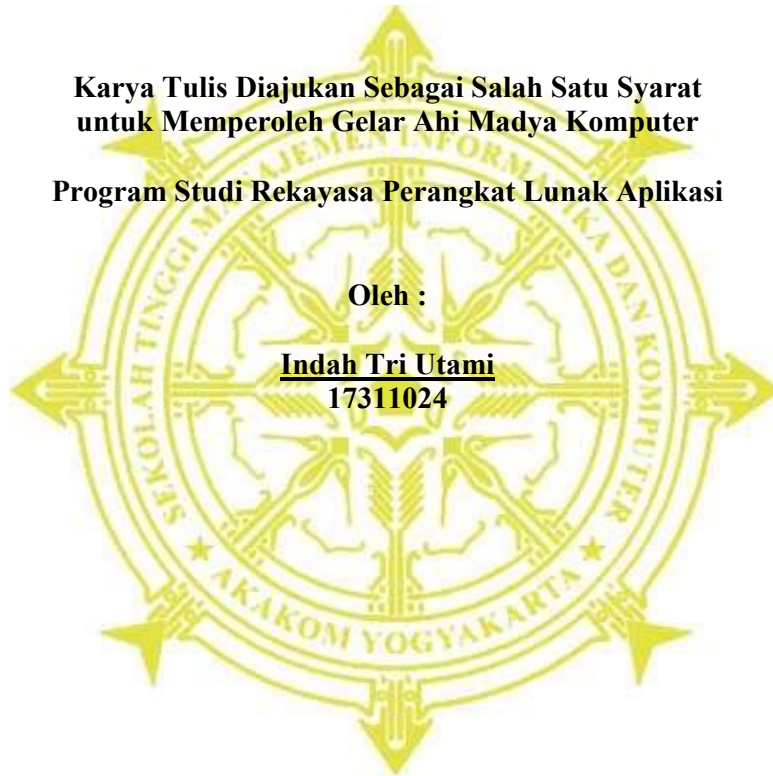 Karya Tulis Diajukan Sebagai Salah Satu Syarat
untuk Memperoleh Gelar Ahi Madya Komputer
Program Studi Rekayasa Perangkat Lunak Aplikasi
Oleh :
Indah Tri Utami
17311024
SEKOLAH TINGGI MANAJEMEN INFORMATIKA DAN KOMPUTER
★ AKAKOM YOGYAKARTA ★